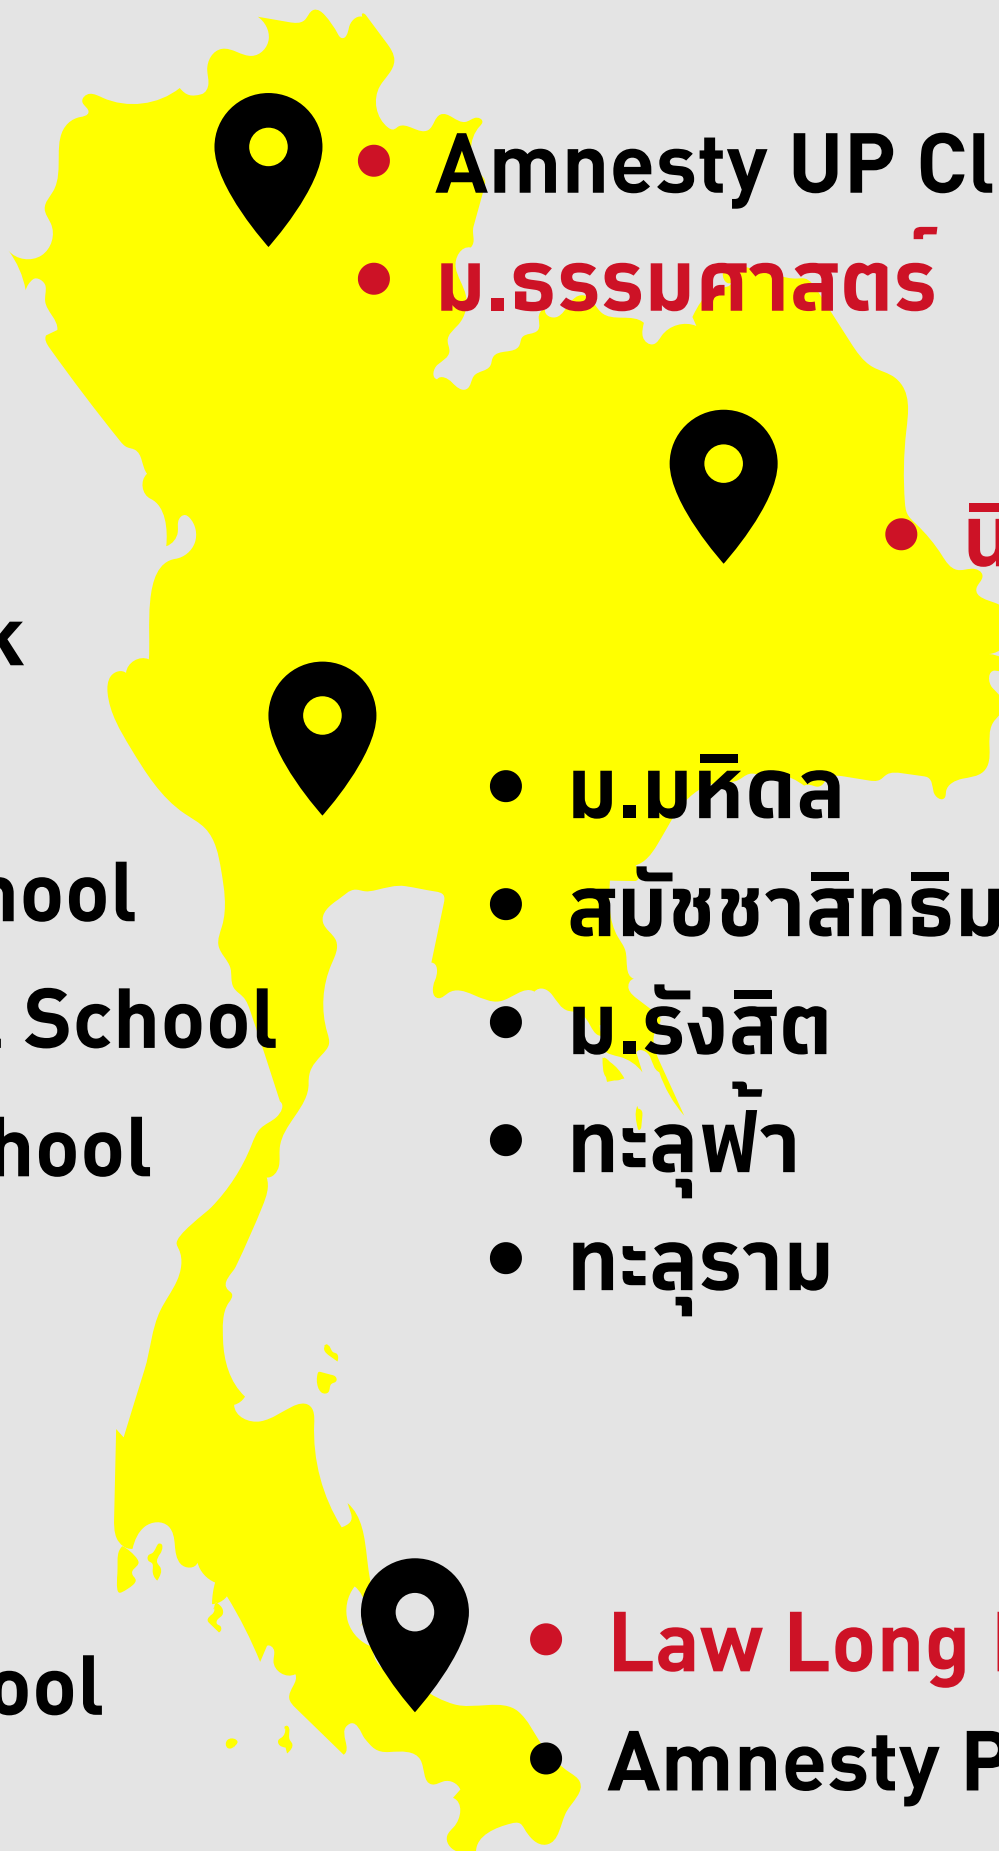 Amnesty UP Cl
ม.ธรรมศาสตร์
k
ม.มหิดล
hool
สมัชชาสิทธิม
School
ม.รังสิต
hool
ทะลุฟ้า
ทะลุราม
Law Long
ool
Amnesty P